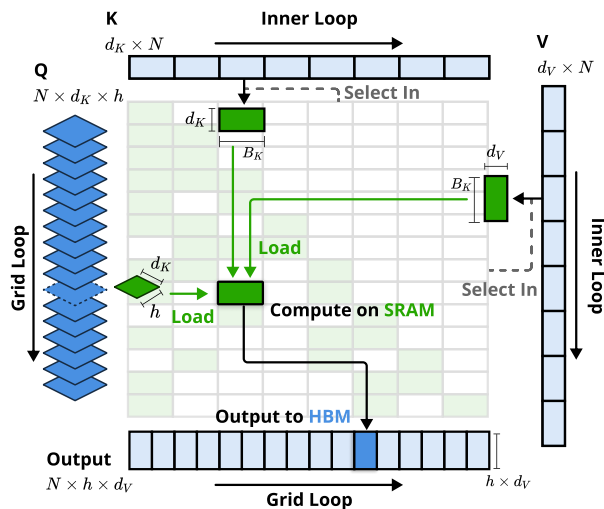 K
Inner Loop
d_K × N
Q
V
N × d_K × h
d_V × N
Select In
d_K
B_K
d_V
B_K
Grid Loop
Inner Loop
Load
d_K
h
Load
Select In
Compute on SRAM
Output to HBM
Output
N × h × d_V
h × d_V
Grid Loop